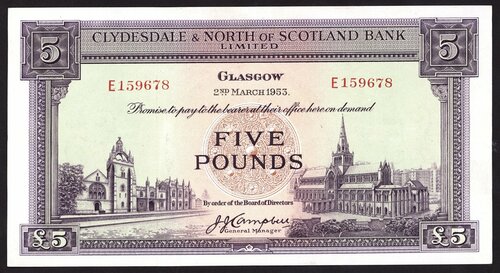 5 CLYDESDALE & NORTH OF SCOTLAND BANK 5
LIMITED
GLASGOW
E159678 E159678
2ND MARCH 1953.
Promise to pay to the bearer at their office here on demand
FIVE
POUNDS
By order of the Board of Directors
J.J. Campbell
General Manager
£5 £5